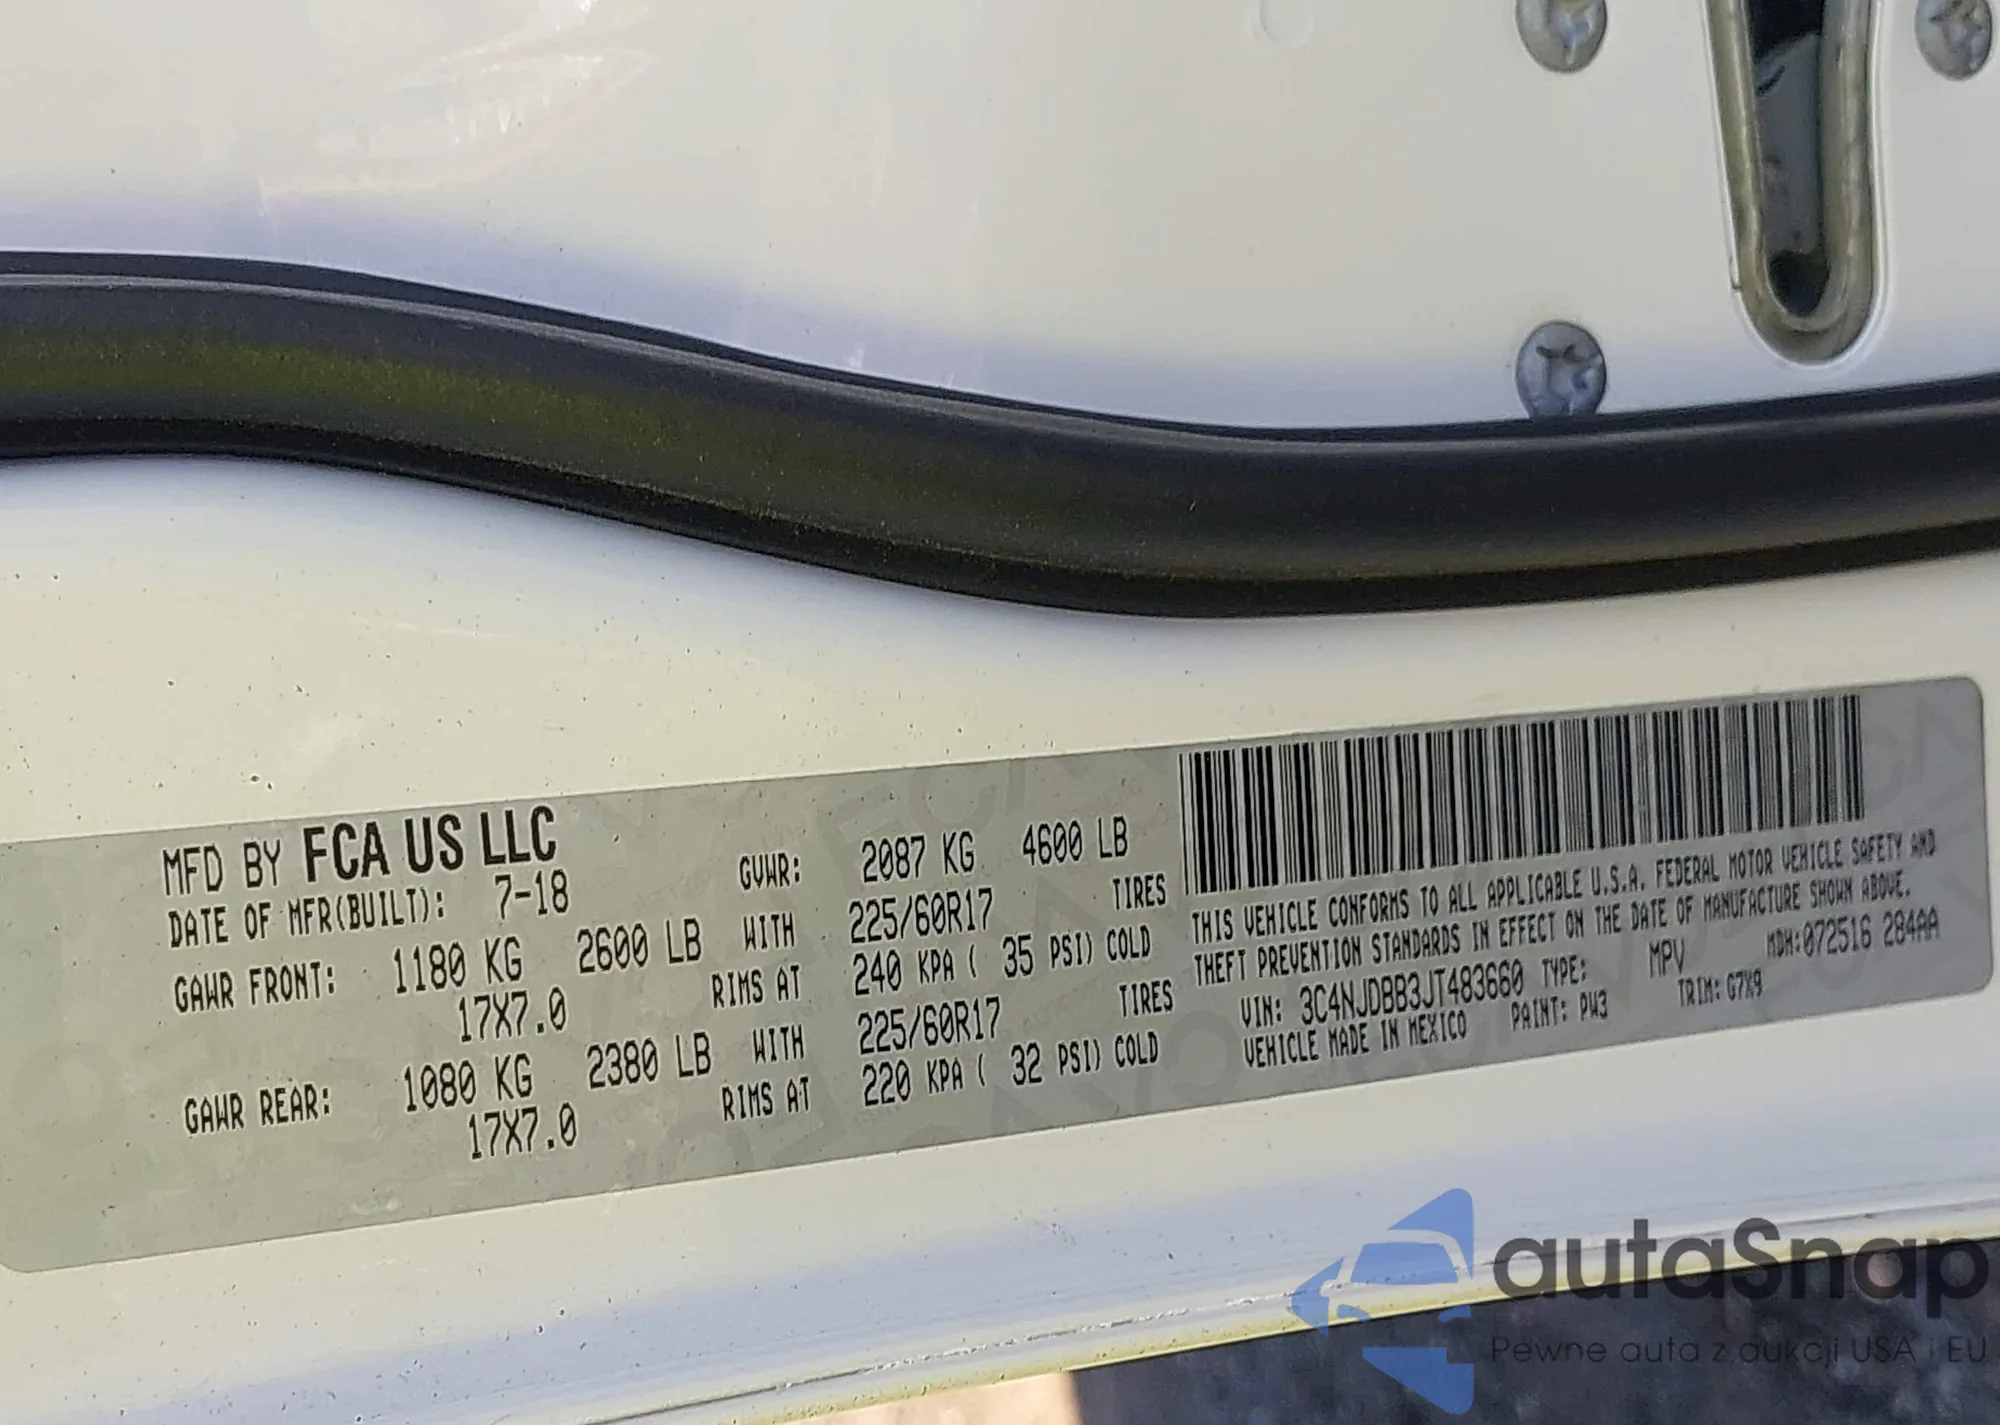 MFD BY FCA US LLC
DATE OF MFR(BUILT): 7-18
GVWR: 2087 KG 4600 LB
GAWR FRONT: 1180 KG 2600 LB WITH 225/60R17 TIRES
17X7.0 RIMS AT 240 KPA ( 35 PSI) COLD
GAWR REAR: 1080 KG 2380 LB WITH 225/60R17 TIRES
17X7.0 RIMS AT 220 KPA ( 32 PSI) COLD
THIS VEHICLE CONFORMS TO ALL APPLICABLE U.S.A. FEDERAL MOTOR VEHICLE SAFETY AND
THEFT PREVENTION STANDARDS IN EFFECT ON THE DATE OF MANUFACTURE SHOWN ABOVE.
VIN: 3C4NJDBB3JT483660 TYPE: MPV MDH:072516 284AA
VEHICLE MADE IN MEXICO PAINT: PW3 TRIM: G7X9
autaSnap
Pewne auta z aukcji USA i EU